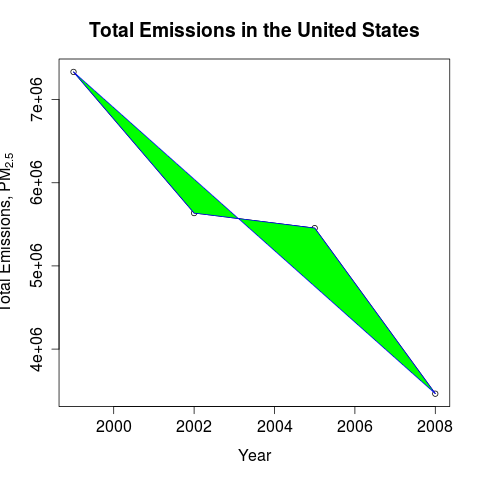 Total Emissions in the United States
Total Emissions, PM2.5
7e+06
6e+06
5e+06
4e+06
2000 2002 2004 2006 2008
Year